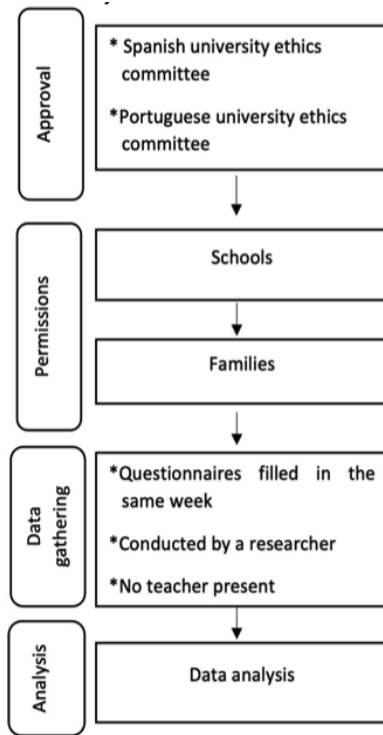 Approval
* Spanish university ethics
committee
*Portuguese university ethics
committee
Permissions
Schools
Families
Data
gathering
*Questionnaires filled in the
same week
*Conducted by a researcher
*No teacher present
Analysis
Data analysis